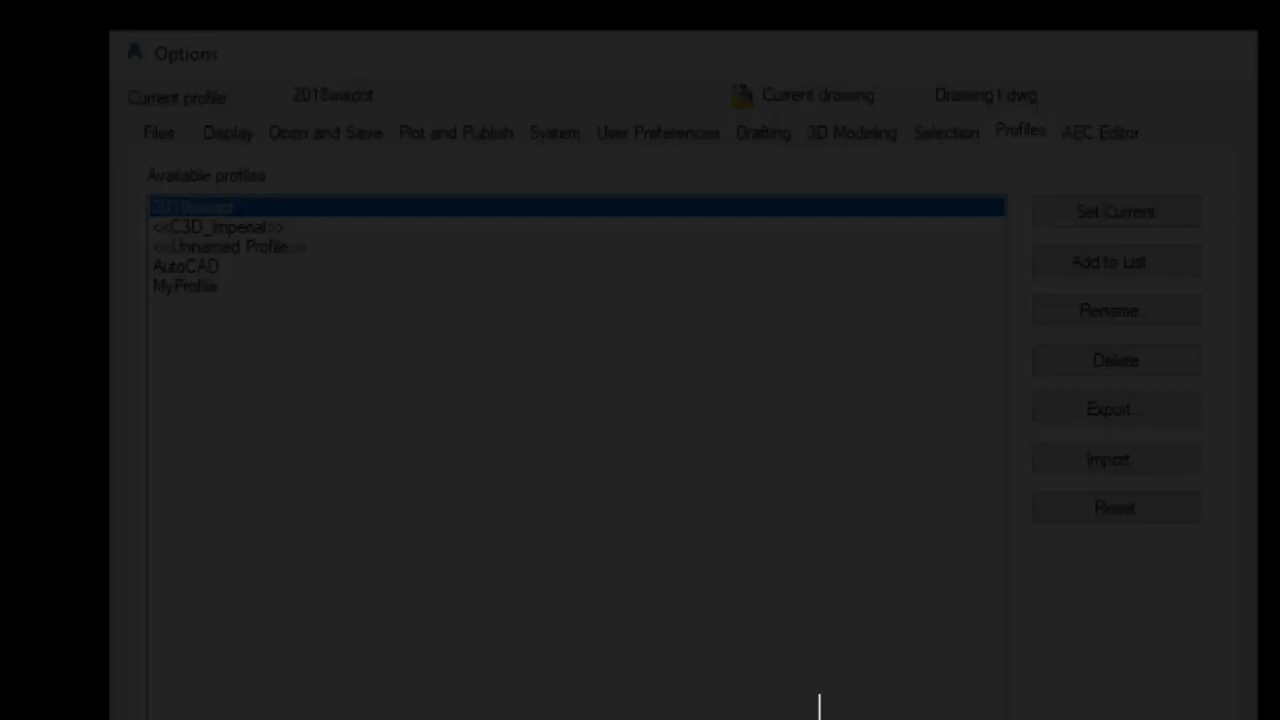 Options
Current profile: 2018wisdot Current drawing Drawing1.dwg
Files Display Open and Save Plot and Publish System User Preferences Drafting 3D Modeling Selection Profiles AEC Editor
Available profiles
2018wisdot
<<C3D_Imperial>>
<<Unnamed Profile>>
AutoCAD
MyProfile
Set Current
Add to List...
Rename...
Delete
Export...
Import...
Reset